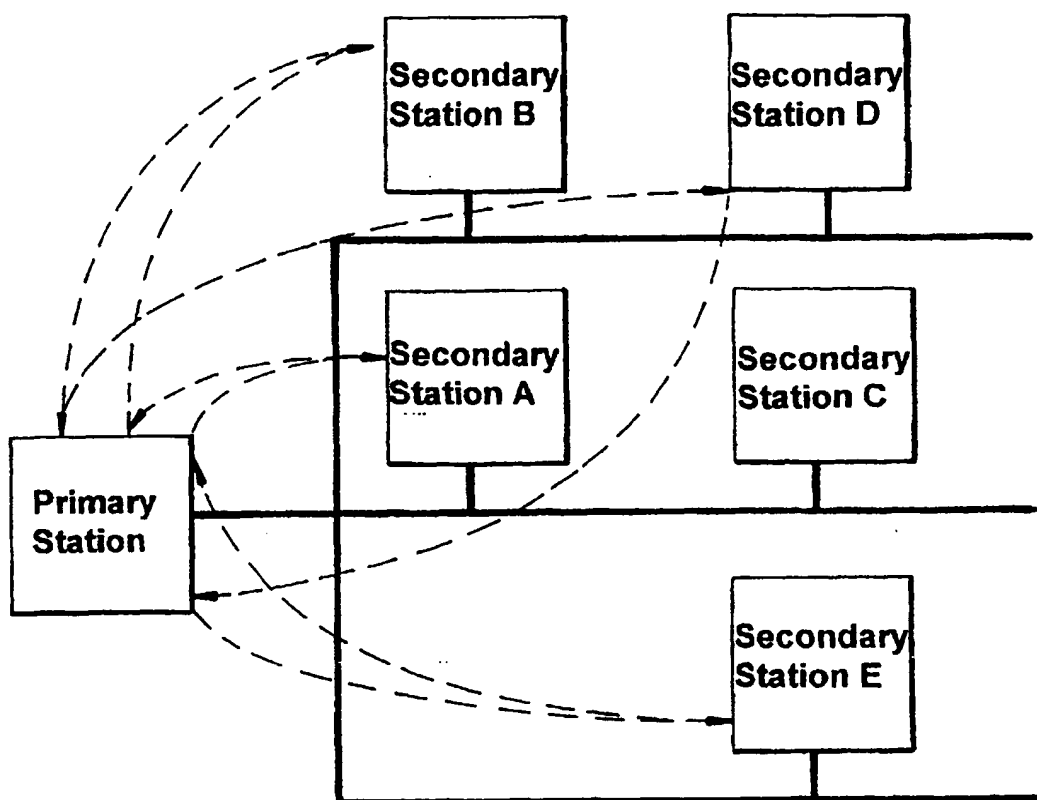 Secondary
Station B
Secondary
Station D
Secondary
Station A
Secondary
Station C
Primary
Station
Secondary
Station E